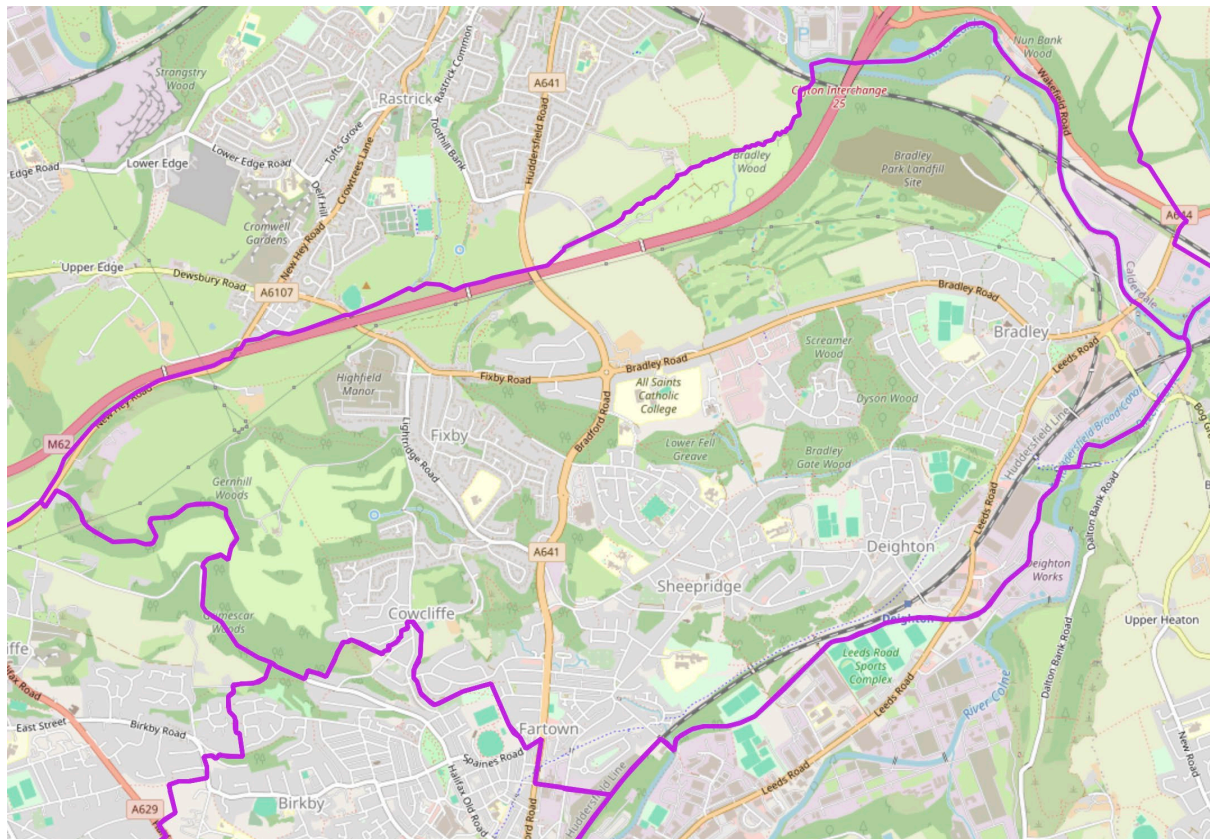 River Calder
Nun Bank
Wood
Rastrick Common
P
Strangstry
Wood
A641
Wakefield Road
Clifton Interchange
25
Rastrick
Huddersfield Road
Tofts Grove
Toothill Bank
Crowtrees Lane
Lower Edge
Lower Edge Road
Edge Road
Bradley
Wood
Bradley
Park Landfill
Site
Delf Hill
Cromwell
Gardens
New Hey Road
A644
Upper Edge
Dewsbury Road
A6107
Calderdale
Bradley Road
Bradley
Screamer
Wood
Bradley Road
Leeds Road
Fixby Road
Highfield
Manor
All Saints
Catholic
College
New Hey Road
Dyson Wood
Bradford Road
Lightridge Road
Fixby
M62
Lower Fell
Greave
Bradley
Gate Wood
Huddersfield Line
Huddersfield Broad Canal
Gernhill
Woods
Leeds Road
Dalton Bank Road
A641
Deighton
Deighton
Works
Sheepridge
Cowcliffe
Deighton
Upper Heaton
Leeds Road
Sports
Complex
Dalton Bank Road
Halifax Road
River Colne
East Street
Birkby Road
Fartown
Spaines Road
Leeds Road
New Road
Halifax Old Road
Huddersfield Line
Birkby
A629